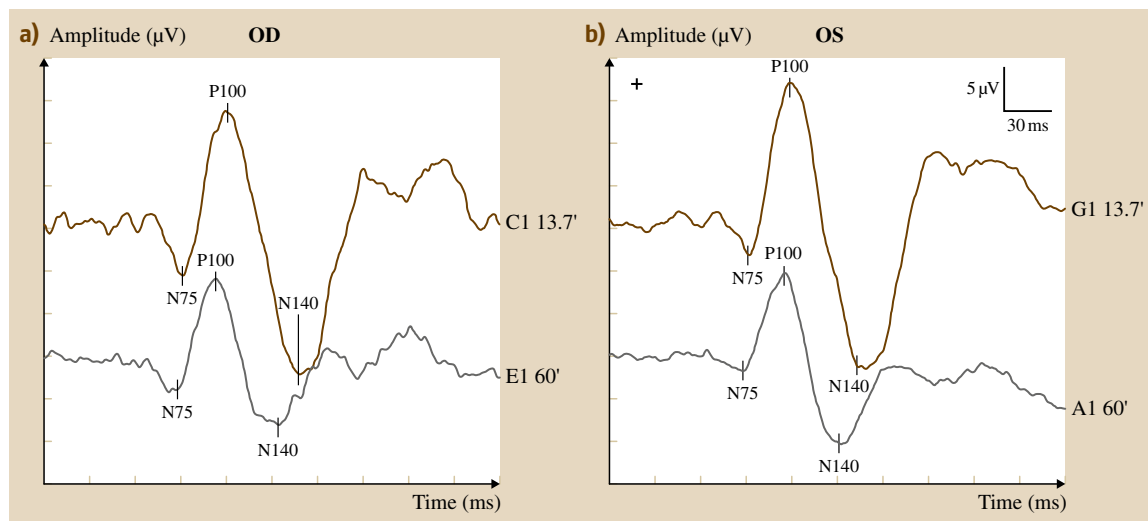 a) Amplitude (µV) OD
P100
C1 13.7'
P100
N75
N140
E1 60'
N75
N140
Time (ms)
b) Amplitude (µV) OS
P100
+
5 µV
30 ms
G1 13.7'
P100
N75
N75
N140
A1 60'
N140
Time (ms)